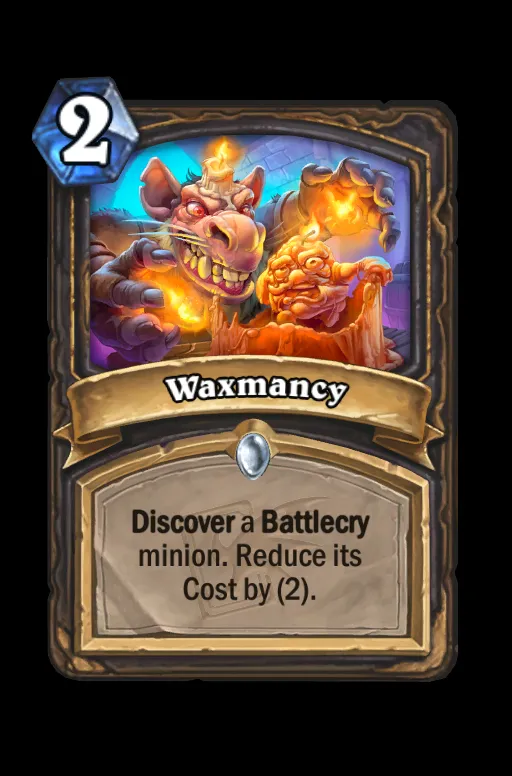 2
Waxmancy
Discover a Battlecry
minion. Reduce its
Cost by (2).